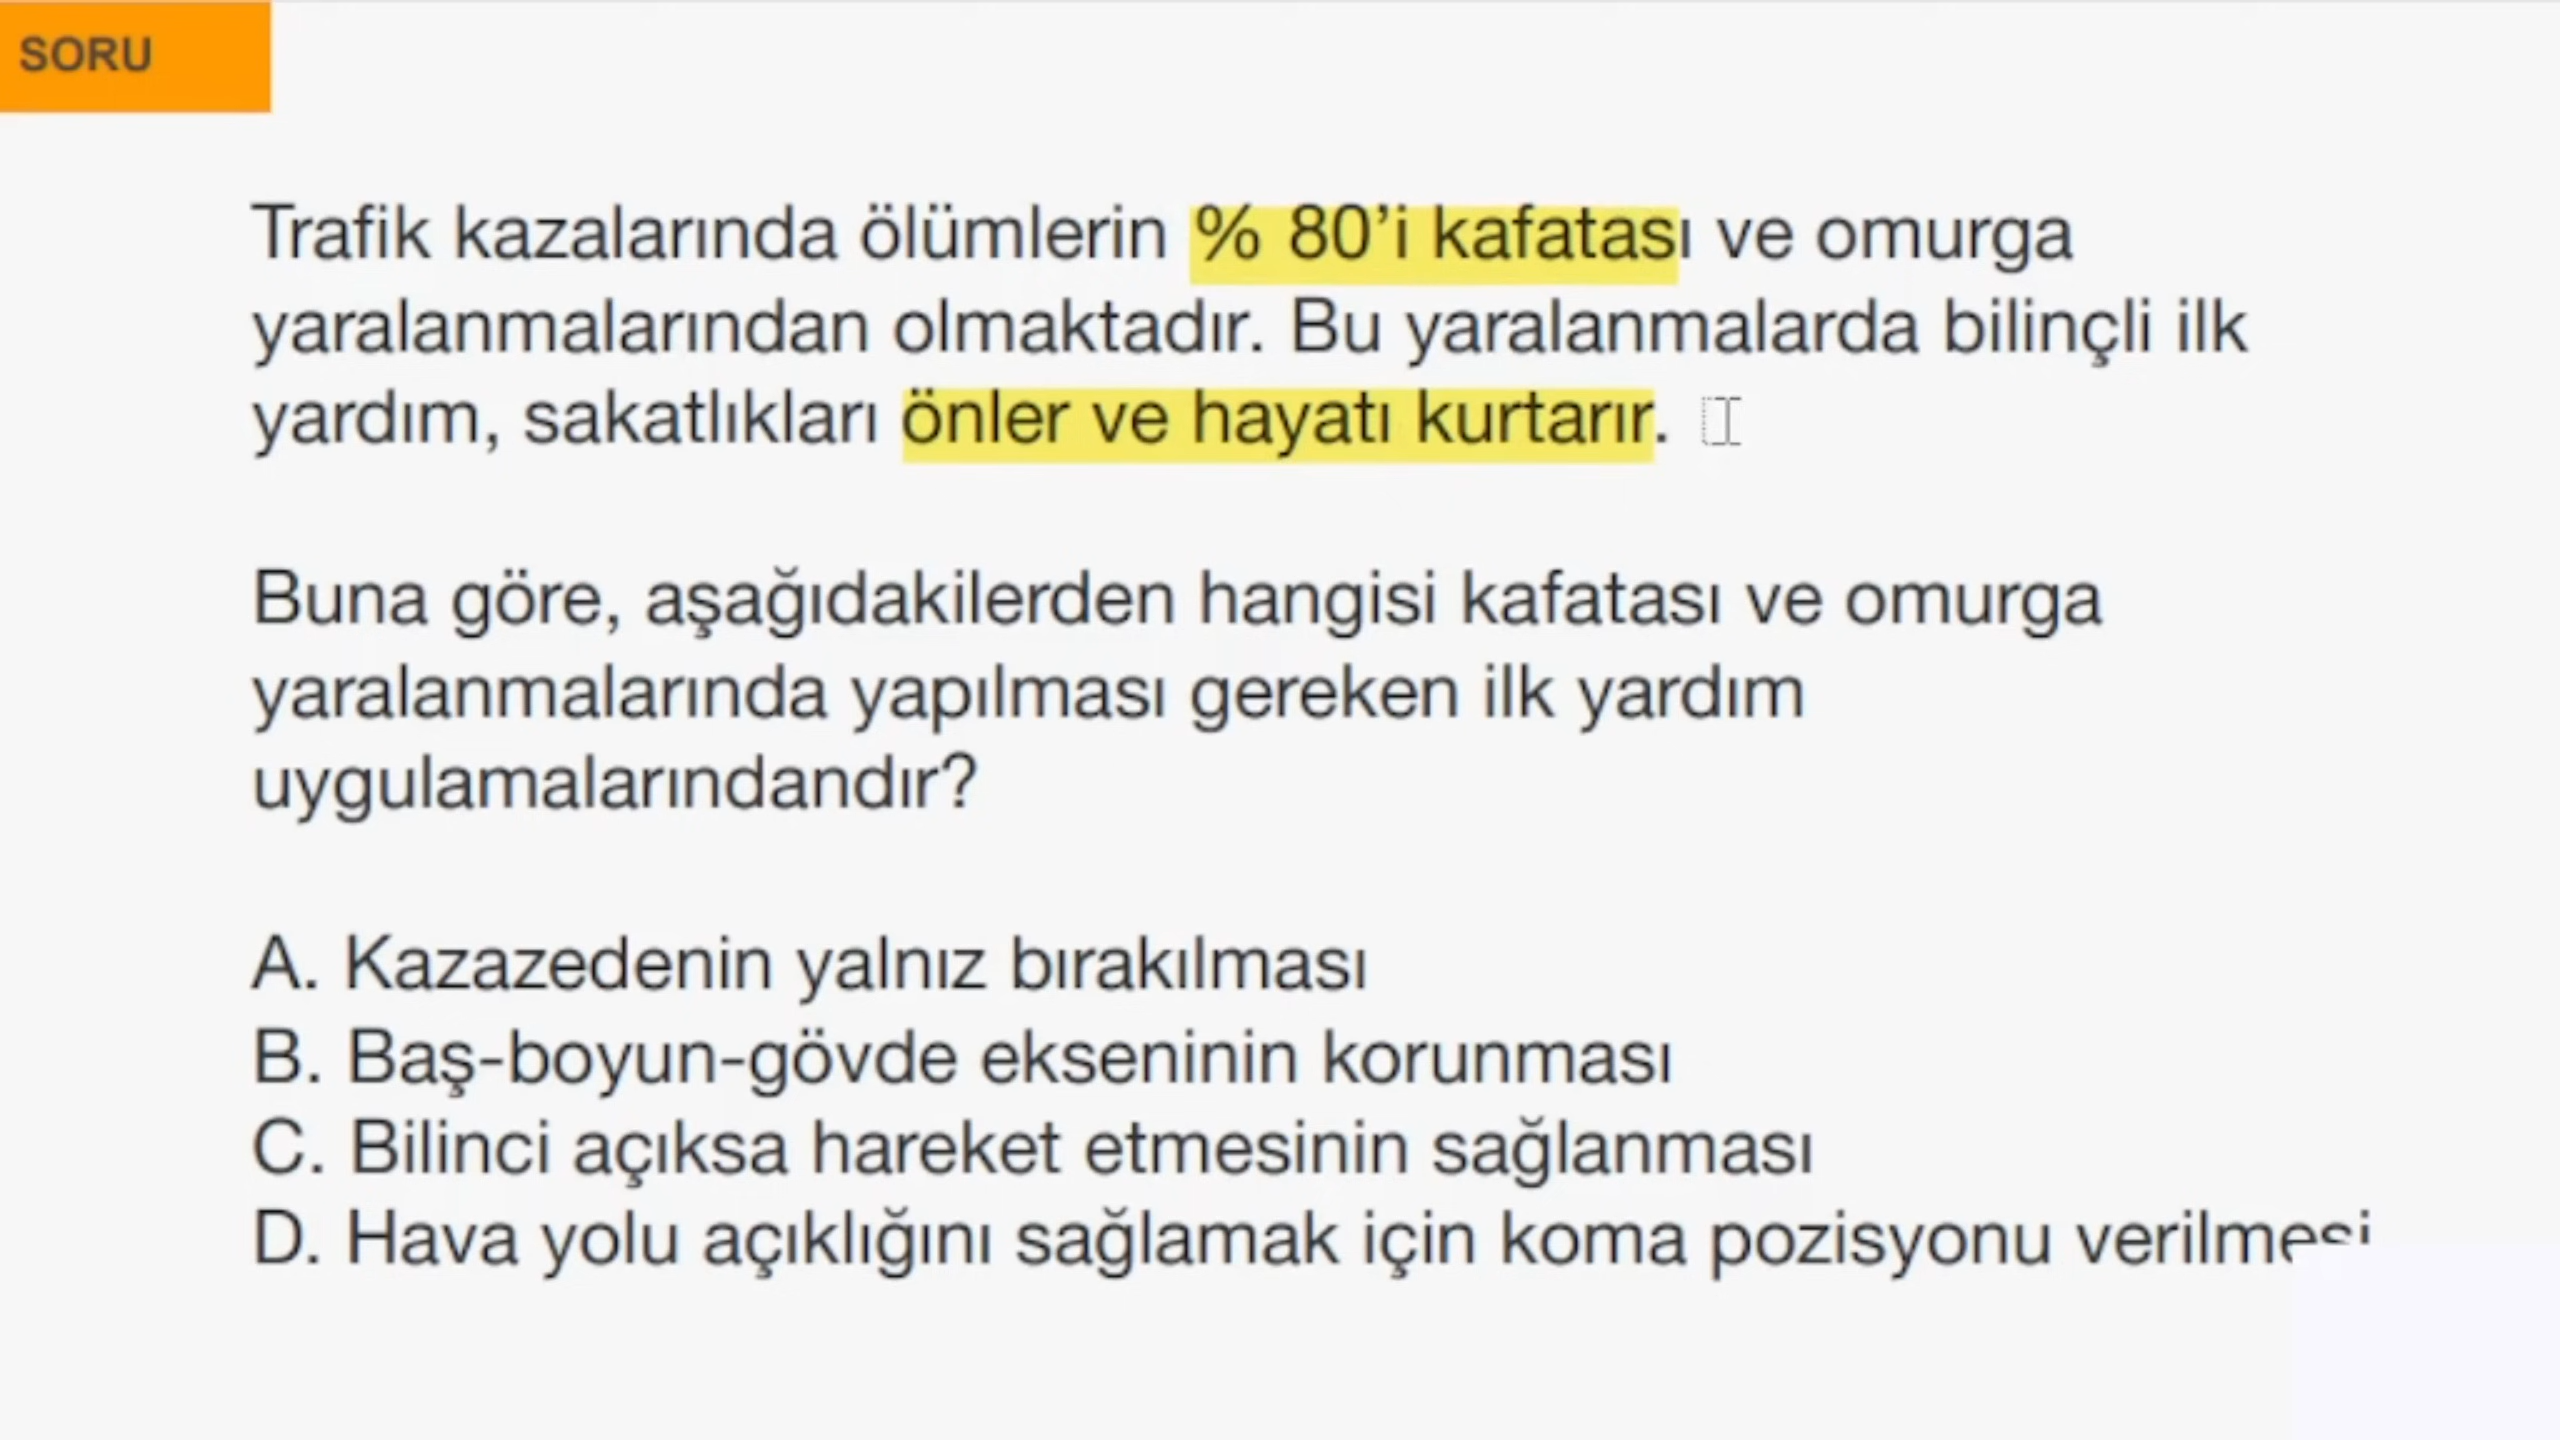 SORU
Trafik kazalarında ölümlerin % 80’i kafatası ve omurga
yaralanmalarından olmaktadır. Bu yaralanmalarda bilinçli ilk
yardım, sakatlıkları önler ve hayatı kurtarır.
Buna göre, aşağıdakilerden hangisi kafatası ve omurga
yaralanmalarında yapılması gereken ilk yardım
uygulamalarındandır?
A. Kazazedenin yalnız bırakılması
B. Baş-boyun-gövde ekseninin korunması
C. Bilinci açıksa hareket etmesinin sağlanması
D. Hava yolu açıklığını sağlamak için koma pozisyonu verilmesi